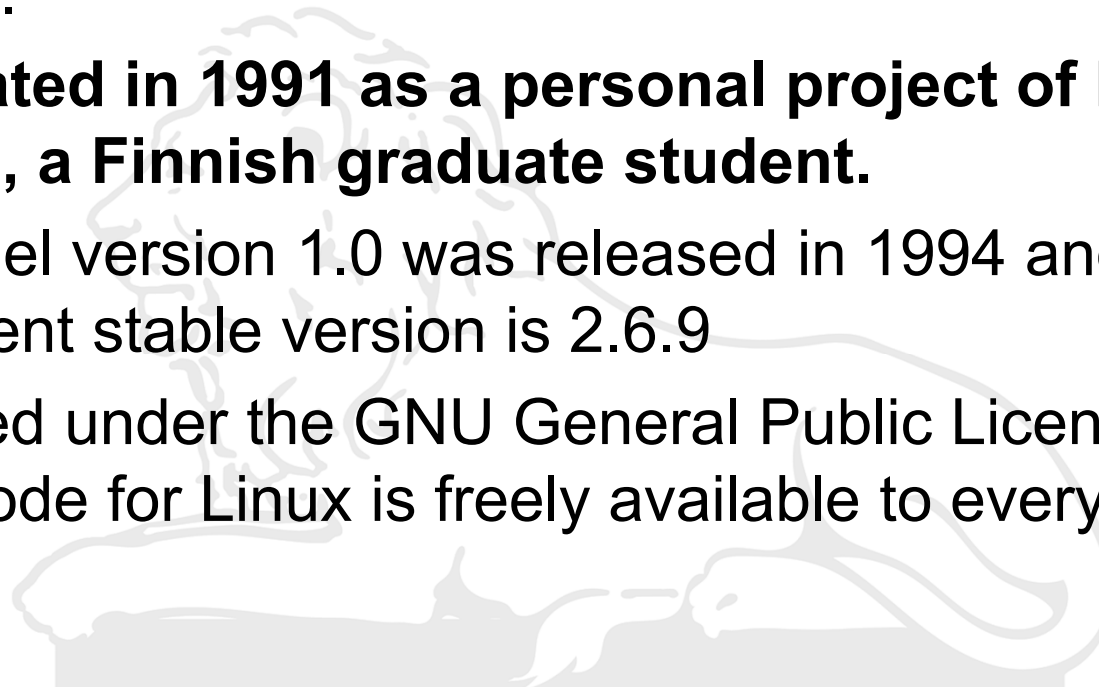 .
ated in 1991 as a personal project of
, a Finnish graduate student.
el version 1.0 was released in 1994 an
ent stable version is 2.6.9
ed under the GNU General Public Licen
ode for Linux is freely available to every